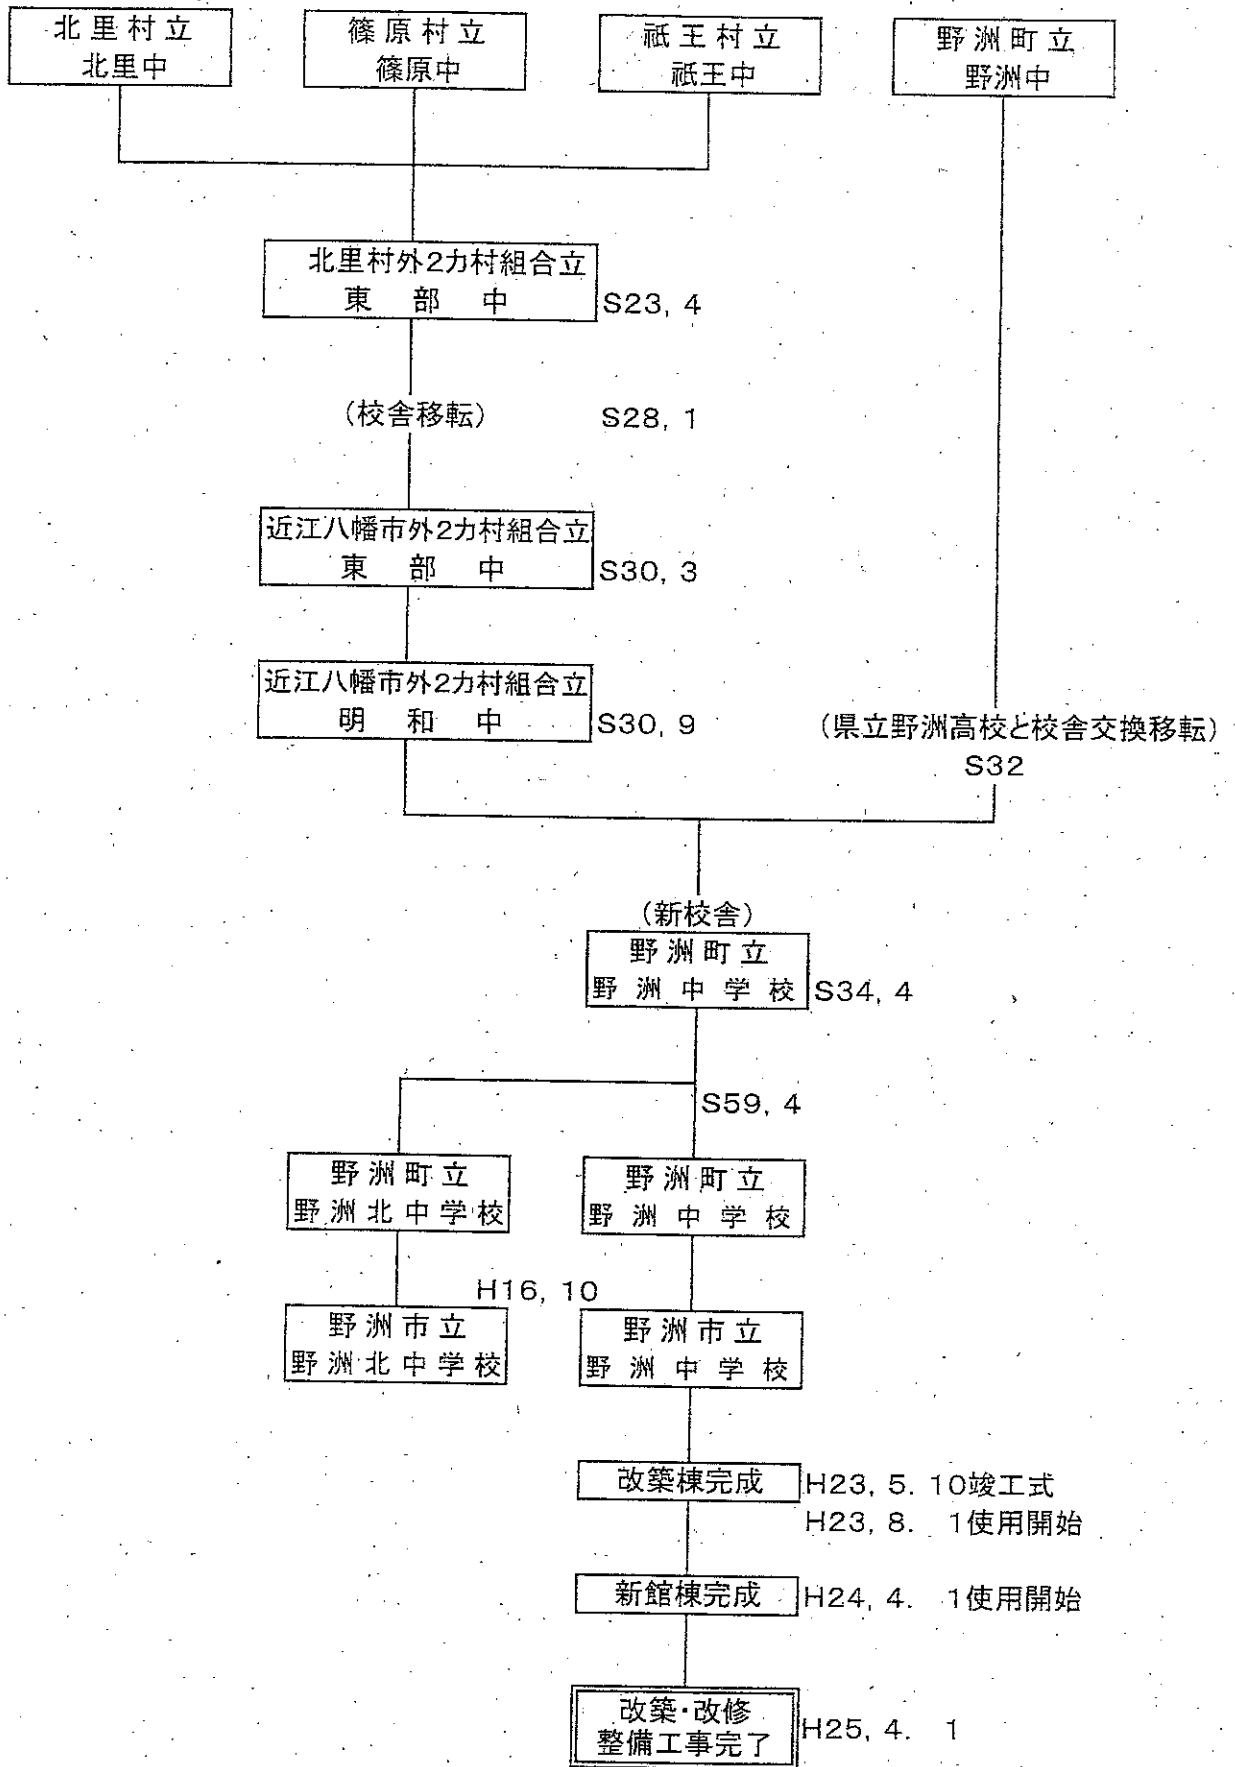 北里村立
北里中
篠原村立
篠原中
祇王村立
祇王中
野洲町立
野洲中
北里村外2カ村組合立
東部中
S23, 4
(校舎移転)
S28, 1
近江八幡市外2カ村組合立
東部中
S30, 3
近江八幡市外2カ村組合立
明和中
S30, 9
(県立野洲高校と校舎交換移転)
S32
(新校舎)
野洲町立
野洲中学校
S34, 4
S59, 4
野洲町立
野洲北中学校
野洲町立
野洲中学校
H16, 10
野洲市立
野洲北中学校
野洲市立
野洲中学校
改築棟完成
H23, 5. 10竣工式
H23, 8. 1使用開始
新館棟完成
H24, 4. 1使用開始
改築・改修
整備工事完了
H25, 4. 1